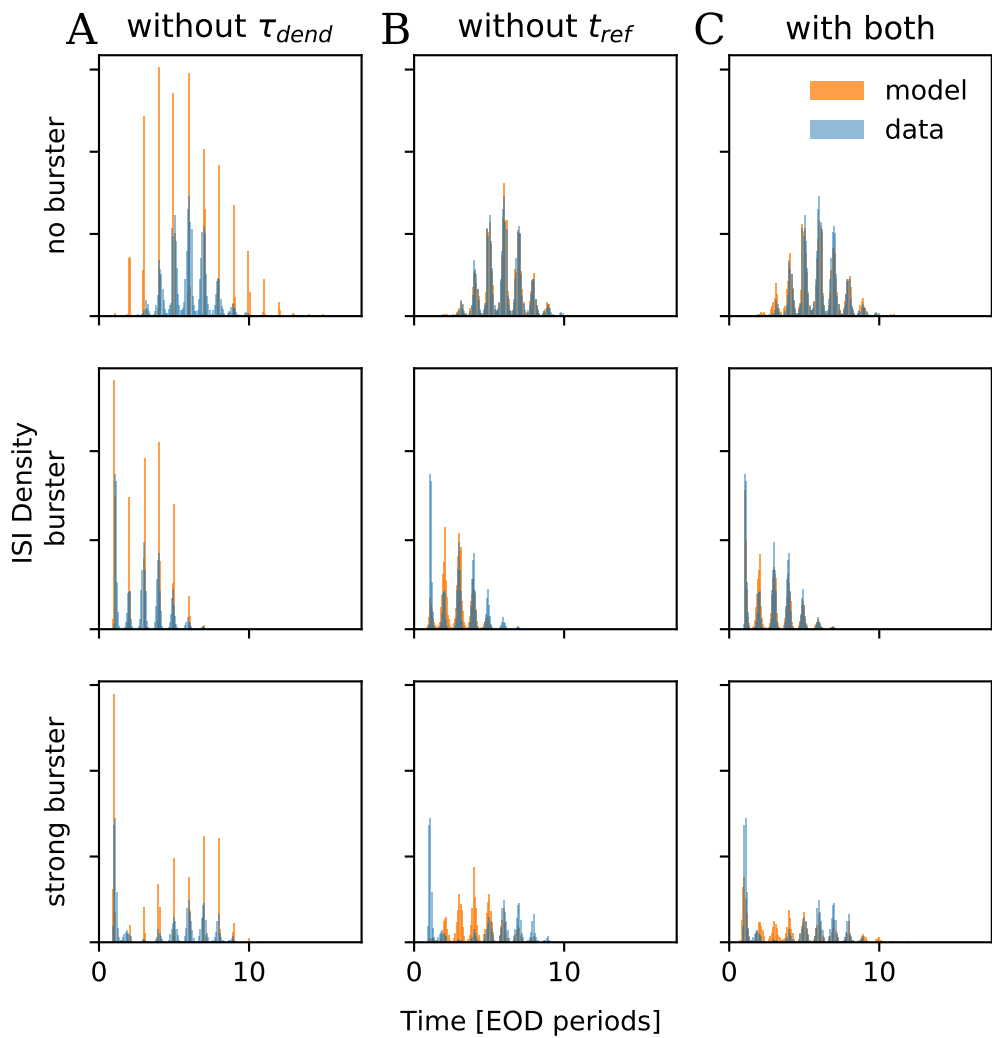 A without τ_dend
B without t_ref
C with both
model
data
no burster
ISI Density
burster
strong burster
0 10
0 10
0 10
Time [EOD periods]